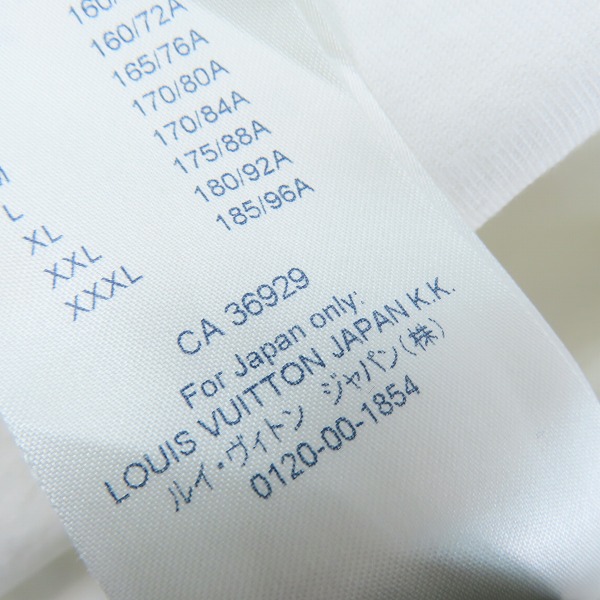 160/
160/72A
165/76A
170/80A
170/84A
M 175/88A
L 180/92A
XL 185/96A
XXL
XXXL
CA 36929
For Japan only:
LOUIS VUITTON JAPAN K.K.
ルイ・ヴィトン ジャパン(株)
0120-00-1854